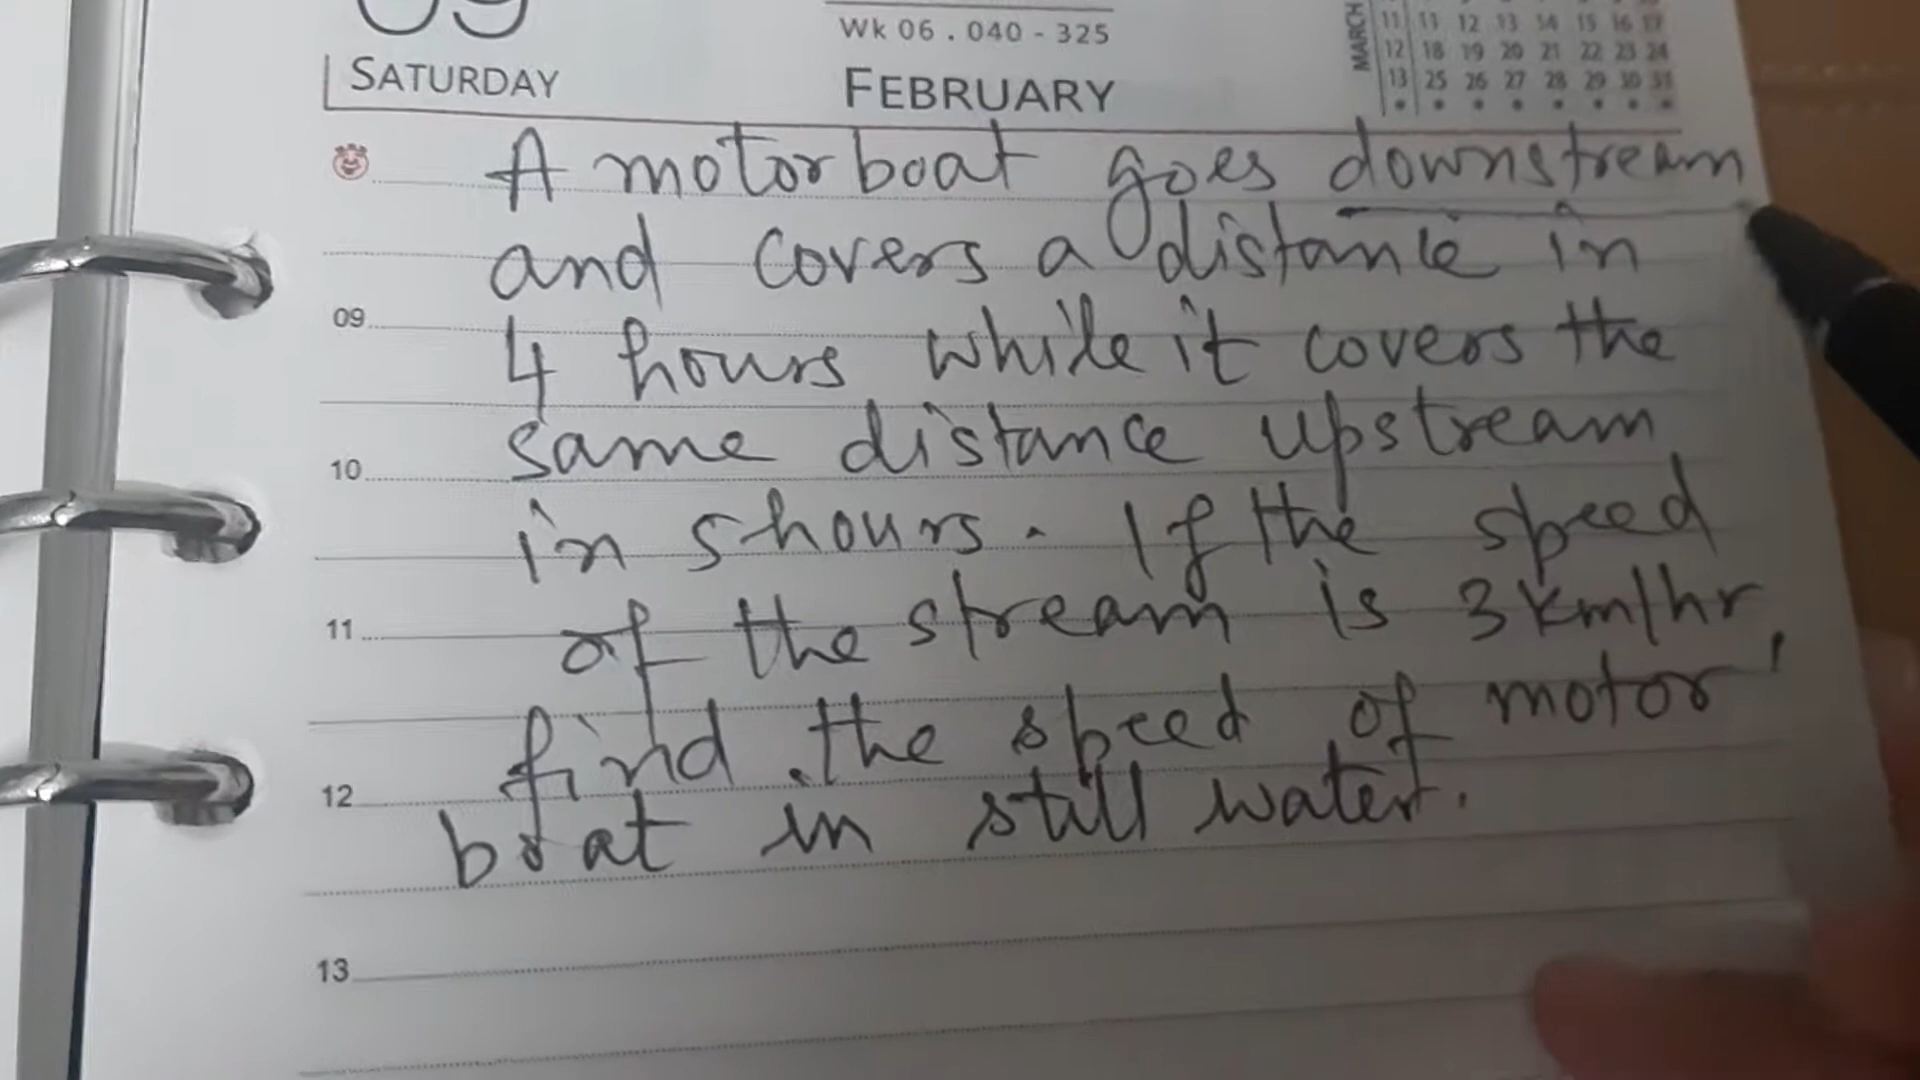 Wk 06 . 040 - 325
SATURDAY
FEBRUARY
MARCH
11 11 12 13 14 15 16 17
12 18 19 20 21 22 23 24
13 25 26 27 28 29 30 31
A motorboat goes downstream
and covers a distance in
09
4 hours while it covers the
same distance upstream
10
in 5 hours. If the speed
11
of the stream is 3 km/hr,
find the speed of motor
12
boat in still water.
13